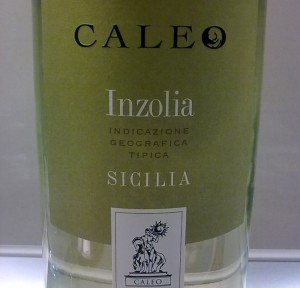 CALEO
Inzolia
INDICAZIONE
GEOGRAFICA
TIPICA
SICILIA
CALEO